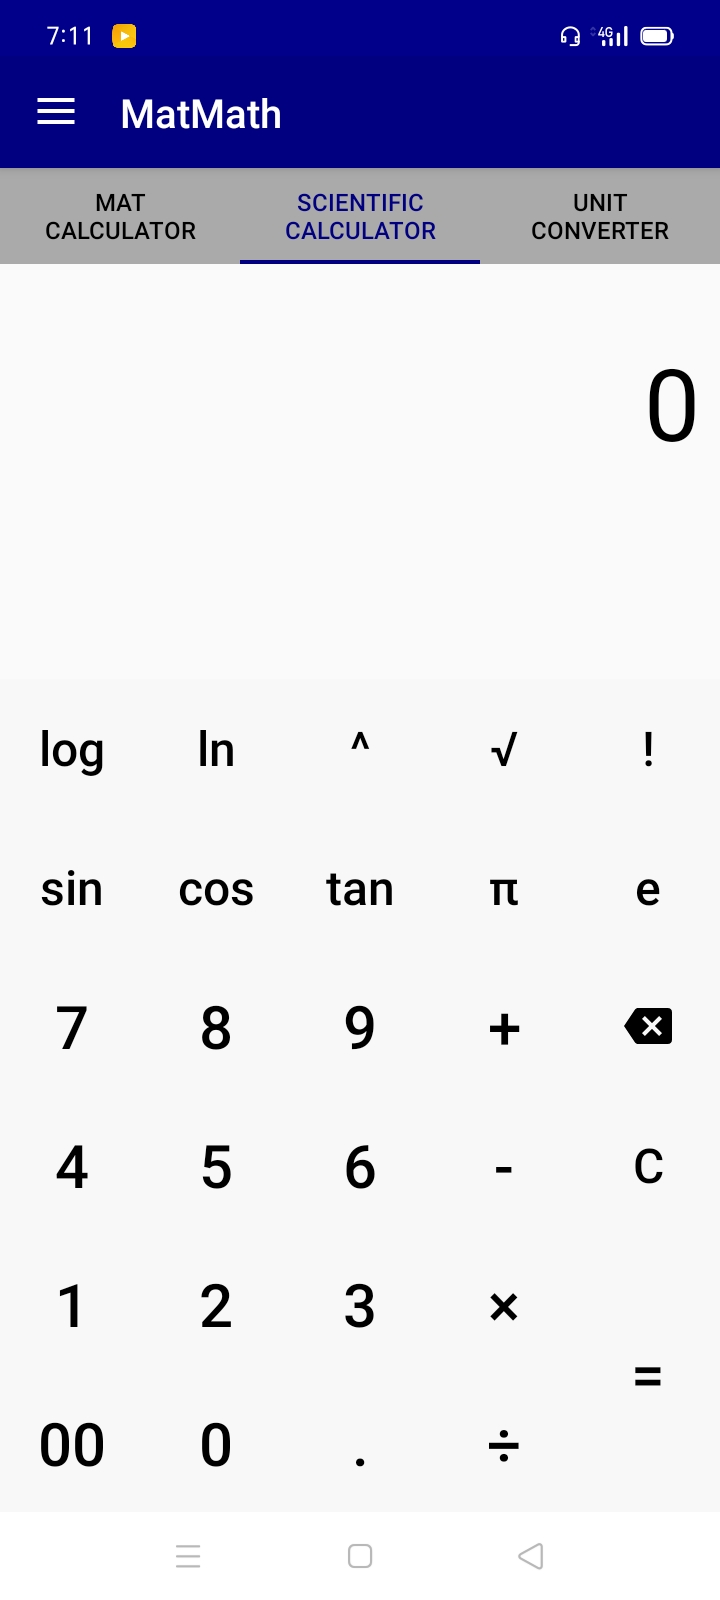 7:11 4G
MatMath
MAT CALCULATOR SCIENTIFIC CALCULATOR UNIT CONVERTER
0
log ln ^ √ !
sin cos tan π e
7 8 9 +
4 5 6 - C
1 2 3 ×
=
00 0 . ÷